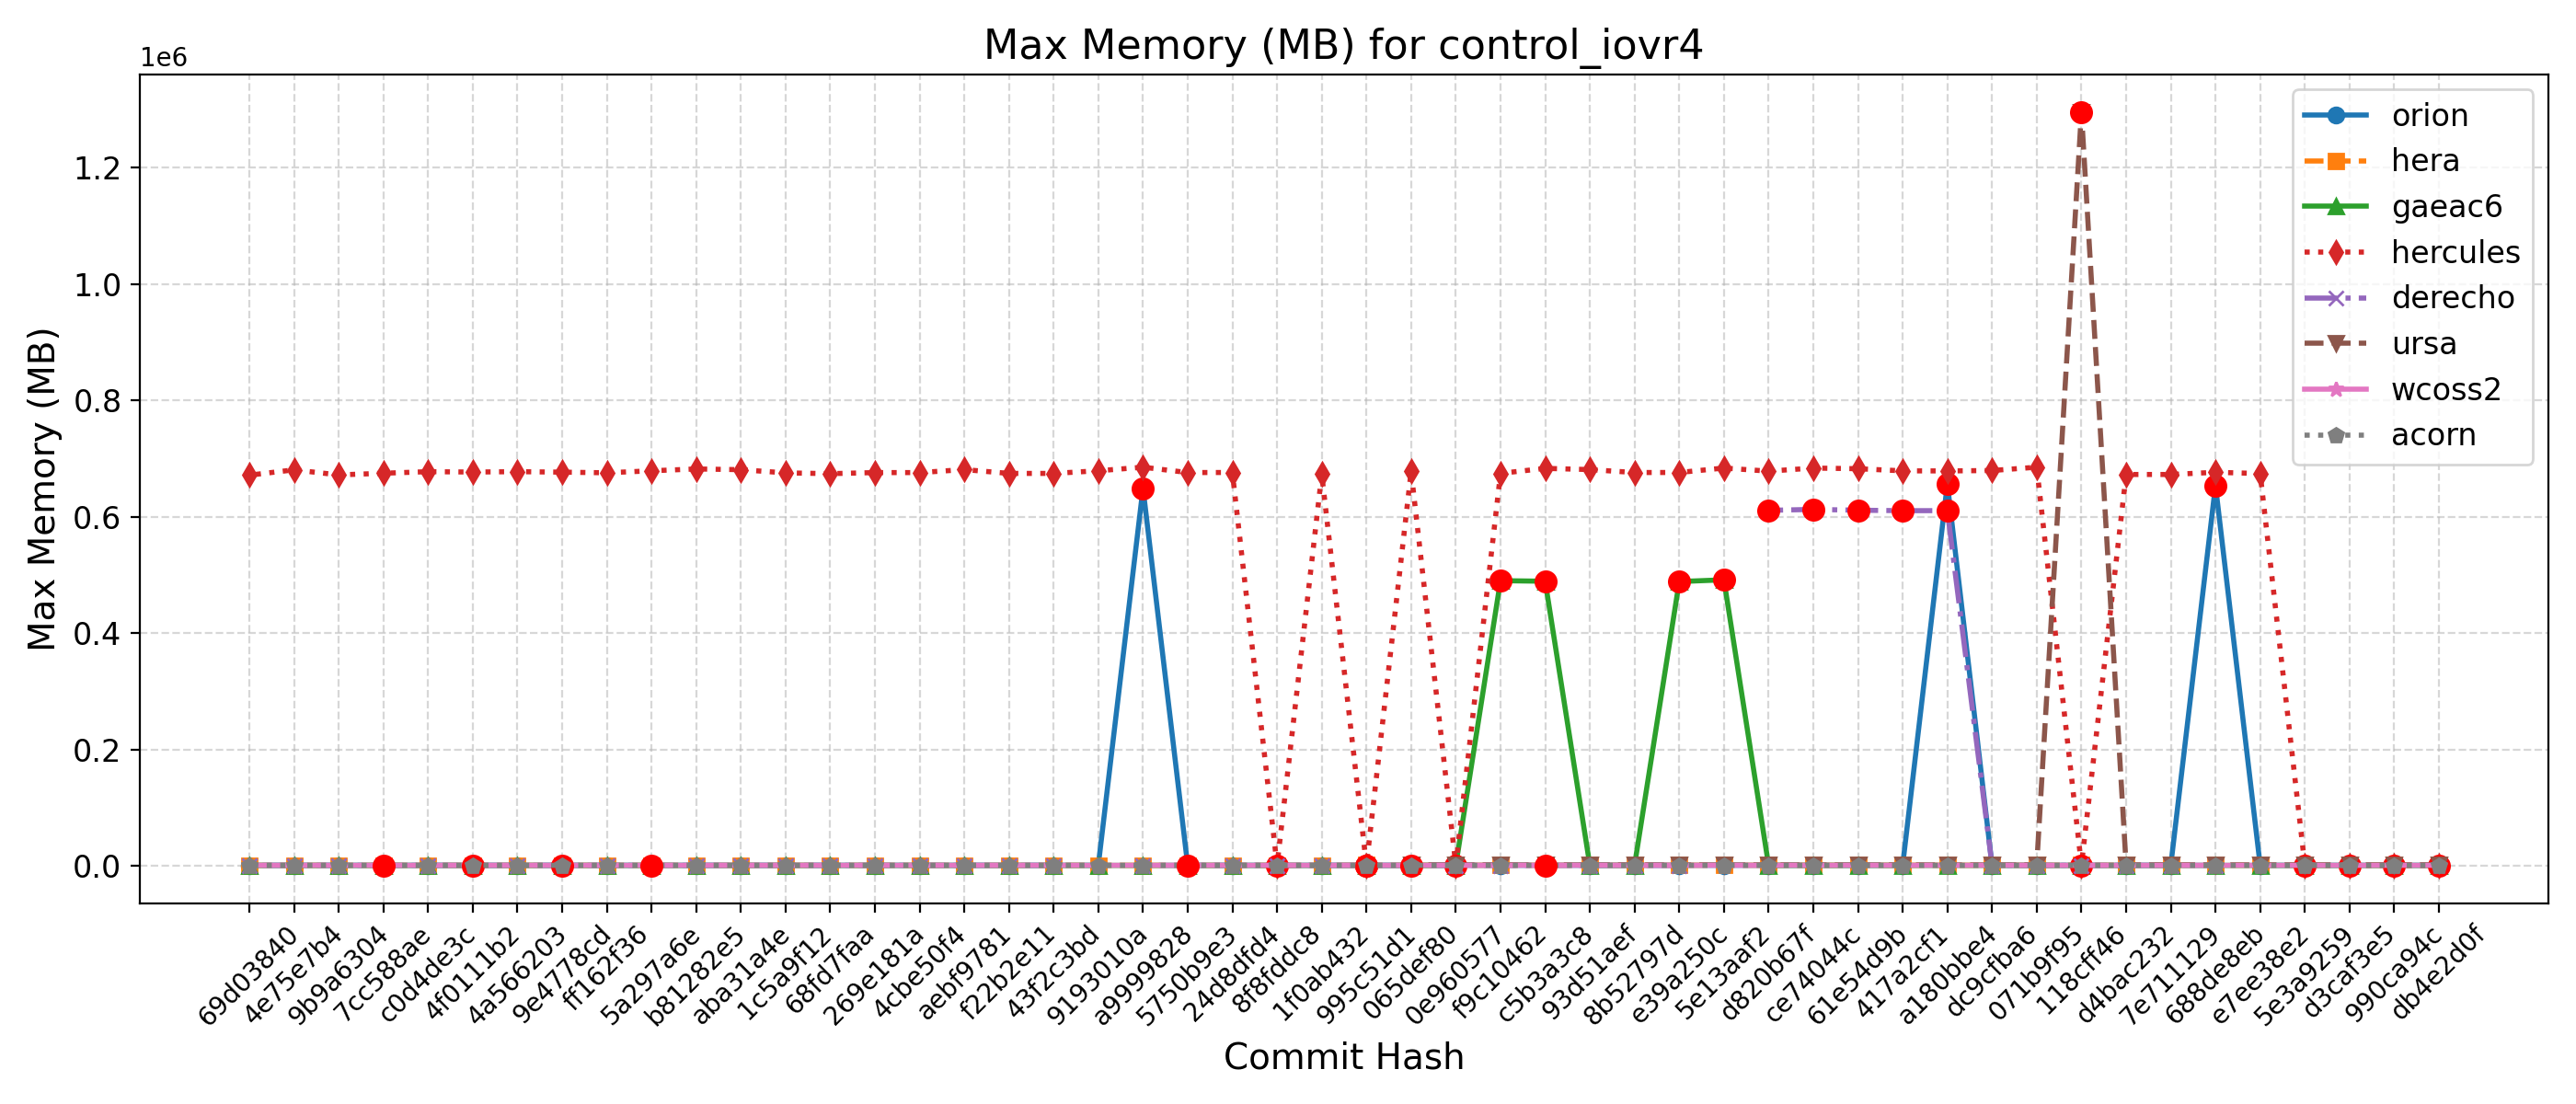 Max Memory (MB) for control_iovr4
1e6
Max Memory (MB)
1.2
1.0
0.8
0.6
0.4
0.2
0.0
orion
hera
gaeac6
hercules
derecho
ursa
wcoss2
acorn
69d03840
4e75e7b4
9b9a6304
7cc588ae
c0d4de3c
4f0111b2
4a566203
9e4778cd
ff162f36
5a297a6e
b81282e5
aba31a4e
1c5a9f12
68fd7faa
269e181a
4cbe50f4
aebf9781
f22b2e11
43f2c3bd
9193010a
a9999828
5750b9e3
24d8dfd4
8f8fddc8
1f0ab432
995c51d1
065def80
0e960577
f9c10462
c5b3a3c8
93d51aef
8b52797d
e39a250c
5e13aaf2
d820b67f
ce74044c
61e54d9b
417a2cf1
a180bbe4
dc9cfba6
071b9f95
118cff46
d4bac232
7e711129
688de8eb
e7ee38e2
5e3a9259
d3caf3e5
990ca94c
db4e2d0f
Commit Hash